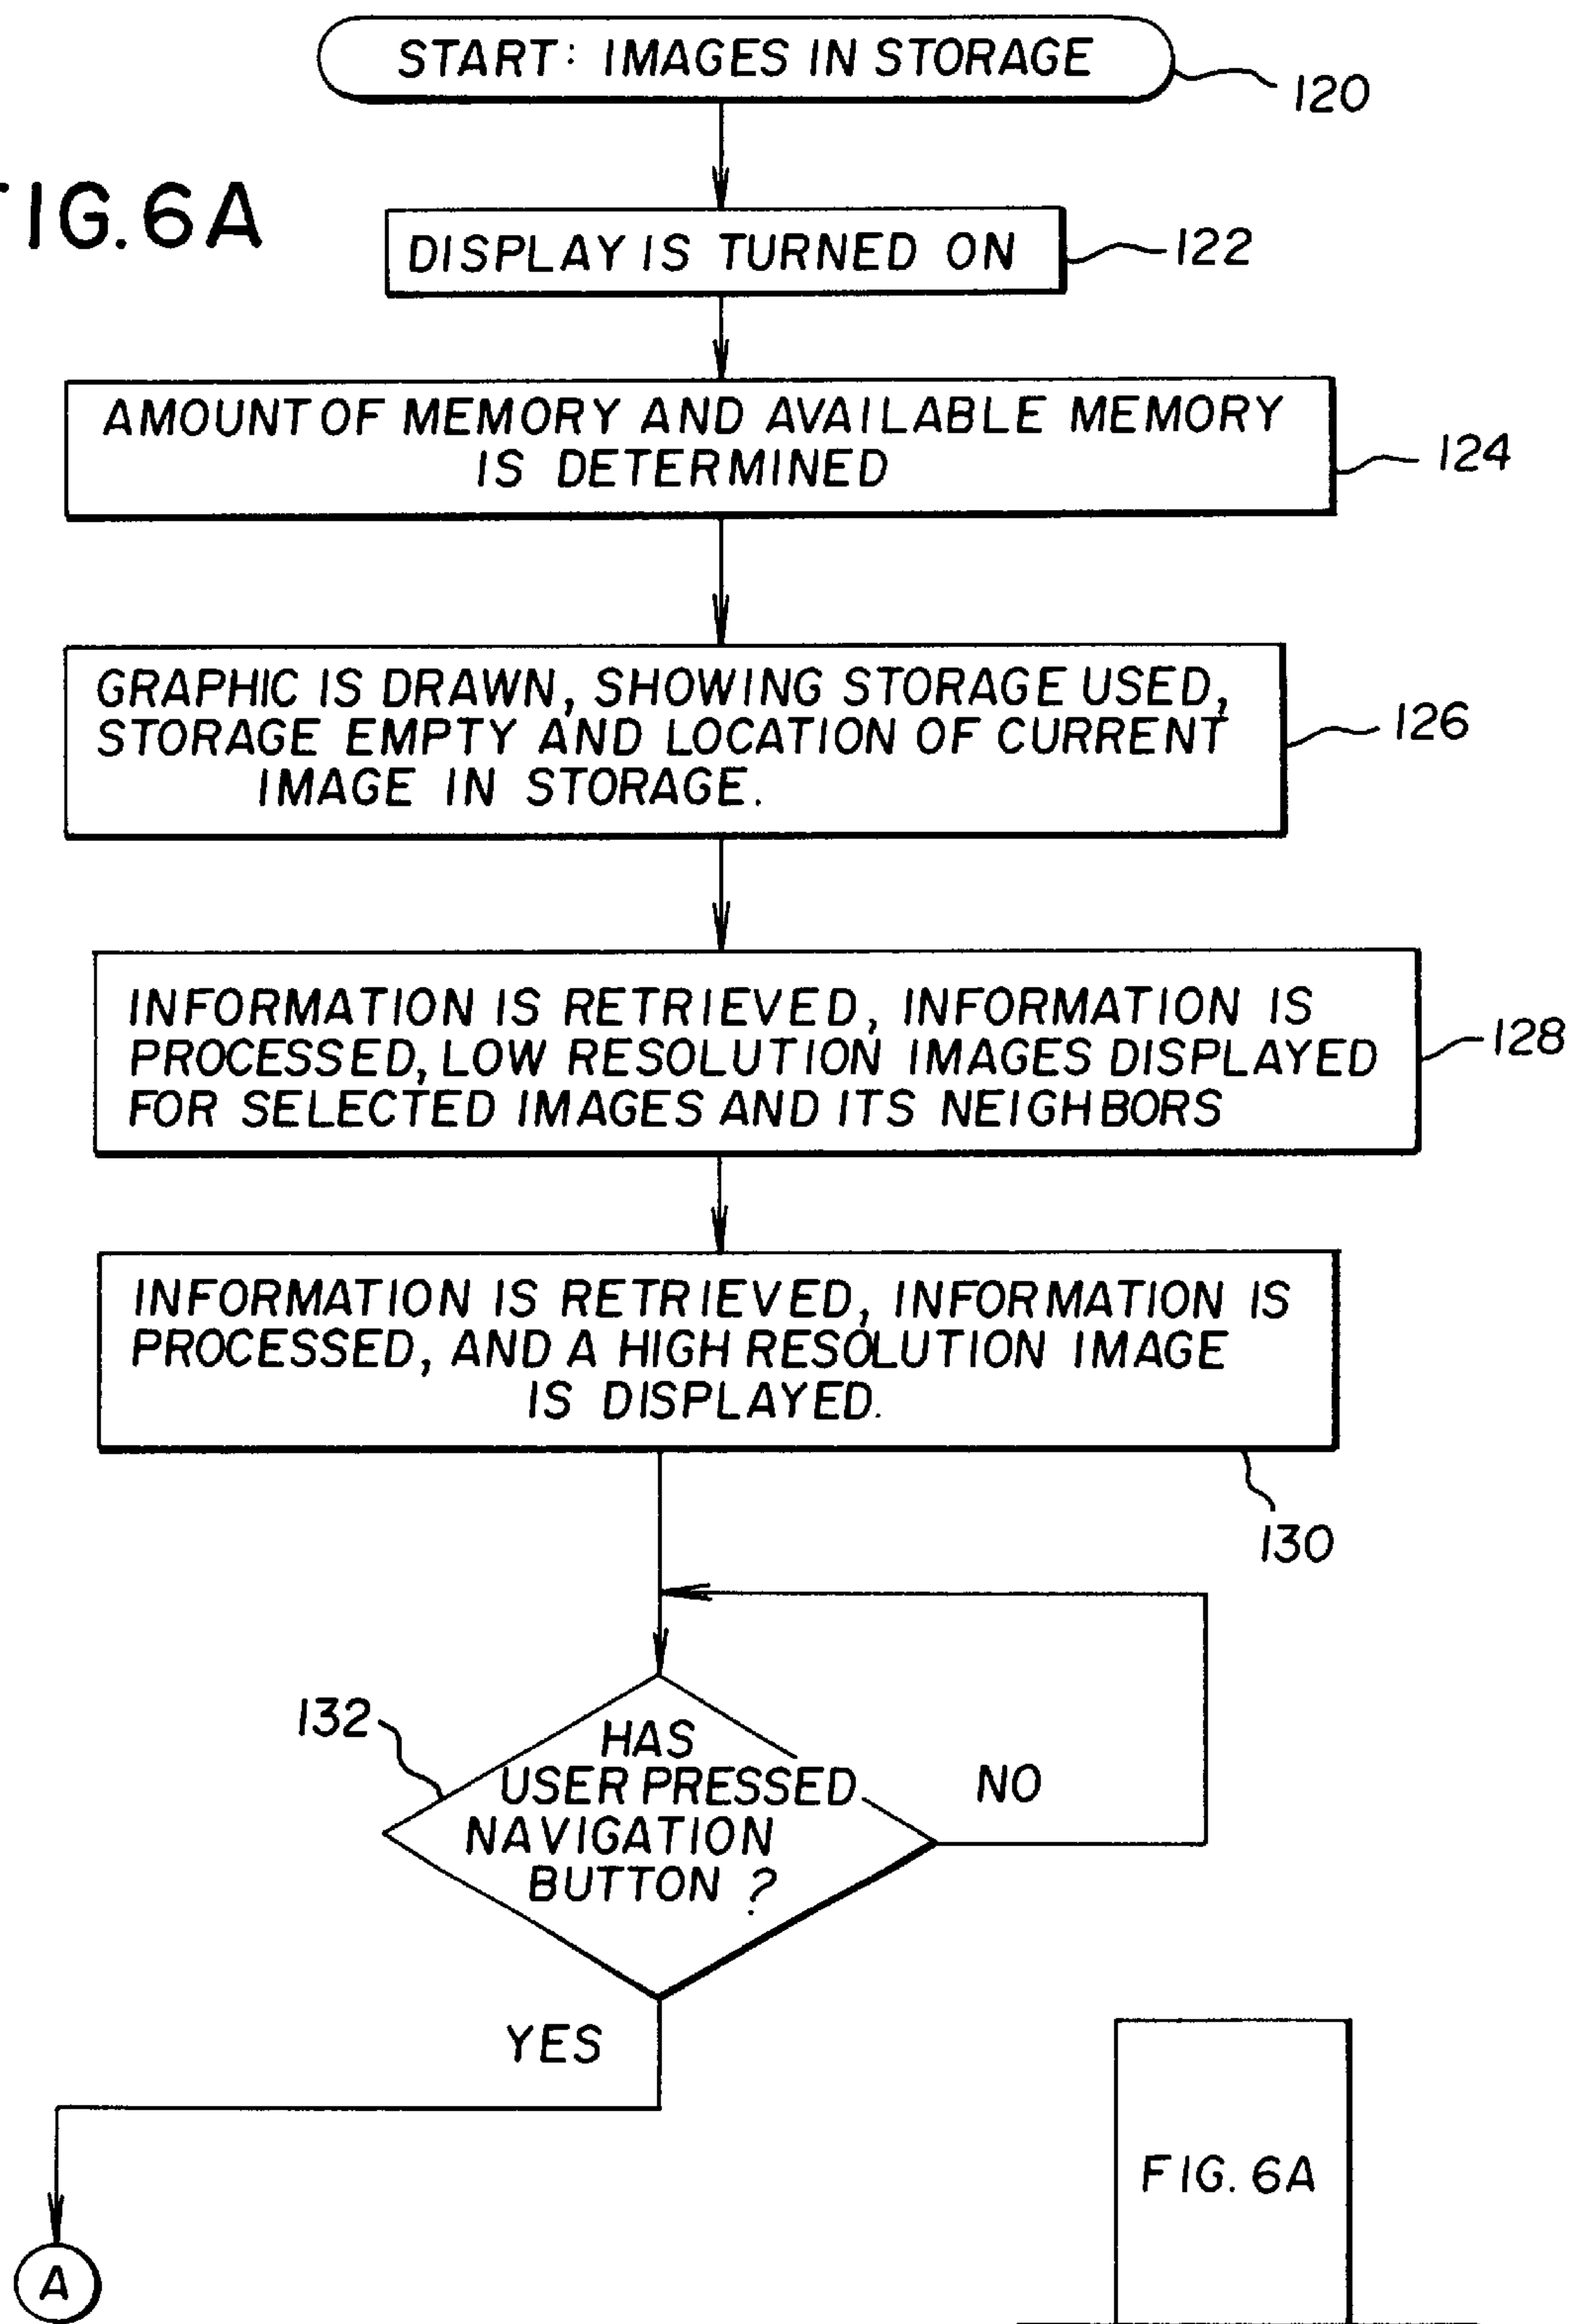 START: IMAGES IN STORAGE
120
FIG. 6A
DISPLAY IS TURNED ON
122
AMOUNT OF MEMORY AND AVAILABLE MEMORY
IS DETERMINED
124
GRAPHIC IS DRAWN, SHOWING STORAGE USED,
STORAGE EMPTY AND LOCATION OF CURRENT
IMAGE IN STORAGE.
126
INFORMATION IS RETRIEVED, INFORMATION IS
PROCESSED, LOW RESOLUTION IMAGES DISPLAYED
FOR SELECTED IMAGES AND ITS NEIGHBORS
128
INFORMATION IS RETRIEVED, INFORMATION IS
PROCESSED, AND A HIGH RESOLUTION IMAGE
IS DISPLAYED.
130
132
HAS
USER PRESSED
NAVIGATION
BUTTON ?
NO
YES
A
FIG. 6A